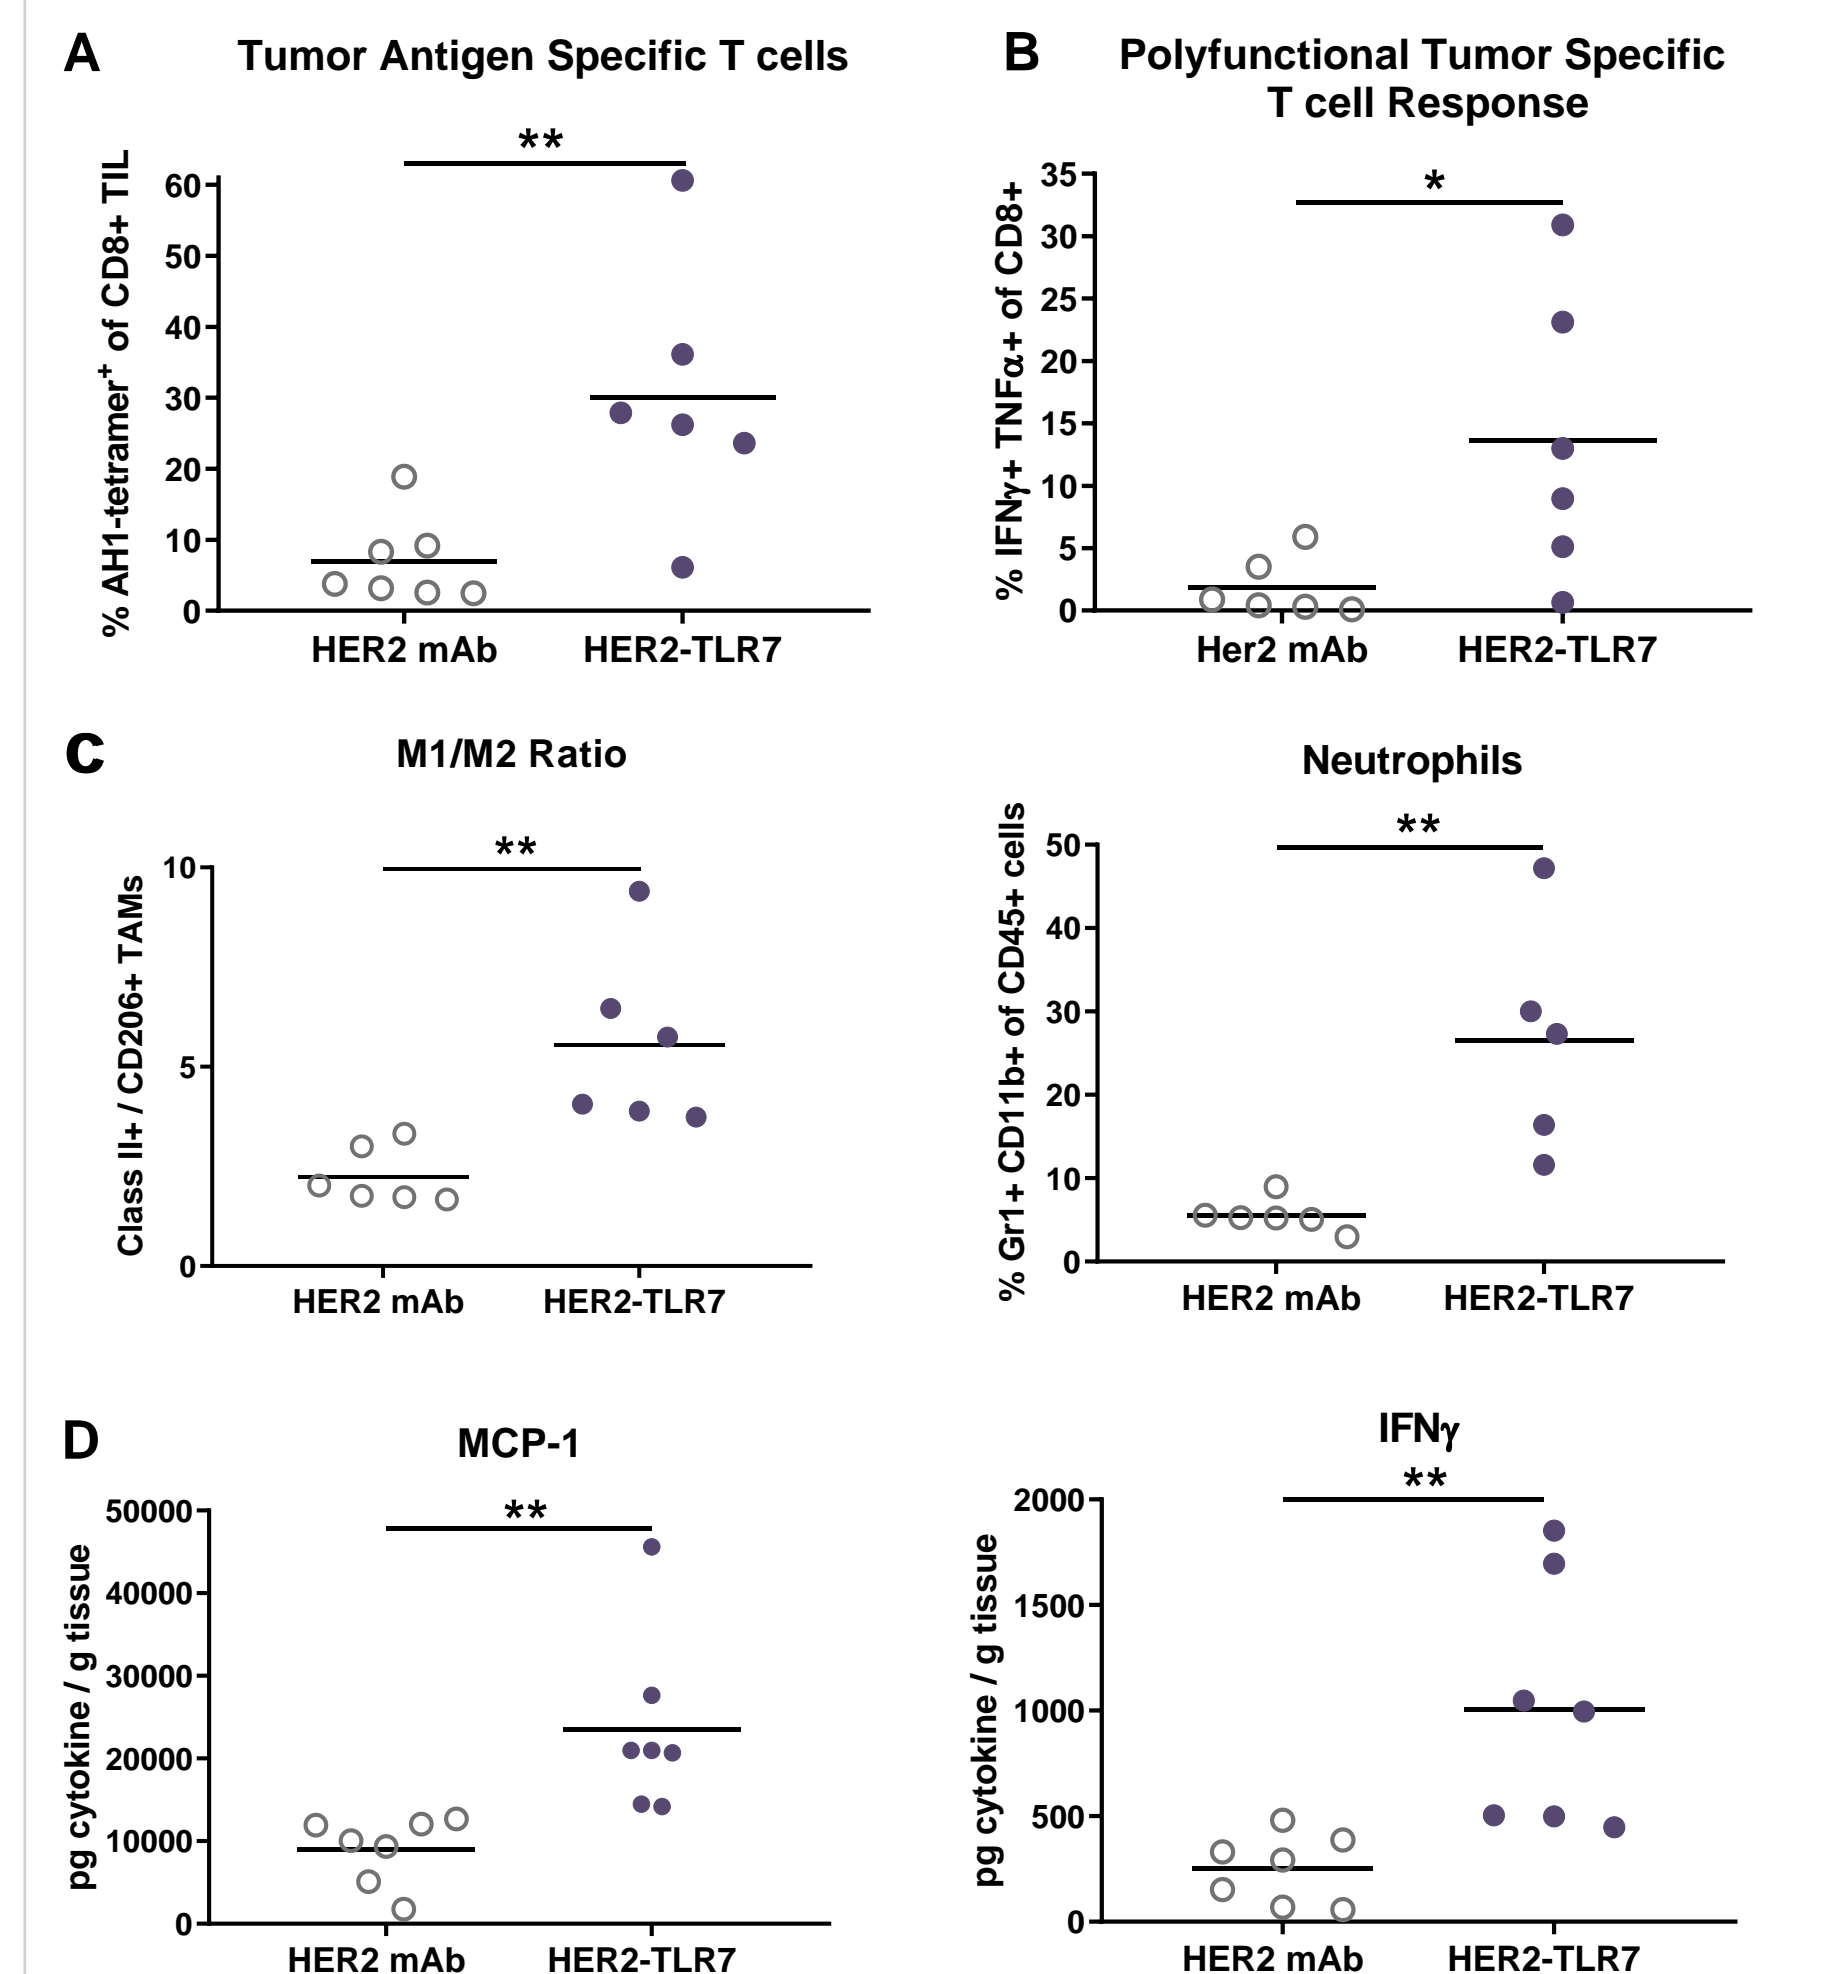 A
Tumor Antigen Specific T cells
**
% AH1-tetramer+ of CD8+ TIL
60
50
40
30
20
10
0
HER2 mAb
HER2-TLR7
B
Polyfunctional Tumor Specific
T cell Response
*
% IFNγ+ TNFα+ of CD8+
35
30
25
20
15
10
5
0
Her2 mAb
HER2-TLR7
C
M1/M2 Ratio
**
Class II+ / CD206+ TAMs
10
5
0
HER2 mAb
HER2-TLR7
Neutrophils
**
% Gr1+ CD11b+ of CD45+ cells
50
40
30
20
10
0
HER2 mAb
HER2-TLR7
D
MCP-1
**
pg cytokine / g tissue
50000
40000
30000
20000
10000
0
HER2 mAb
HER2-TLR7
IFNγ
**
pg cytokine / g tissue
2000
1500
1000
500
0
HER2 mAb
HER2-TLR7